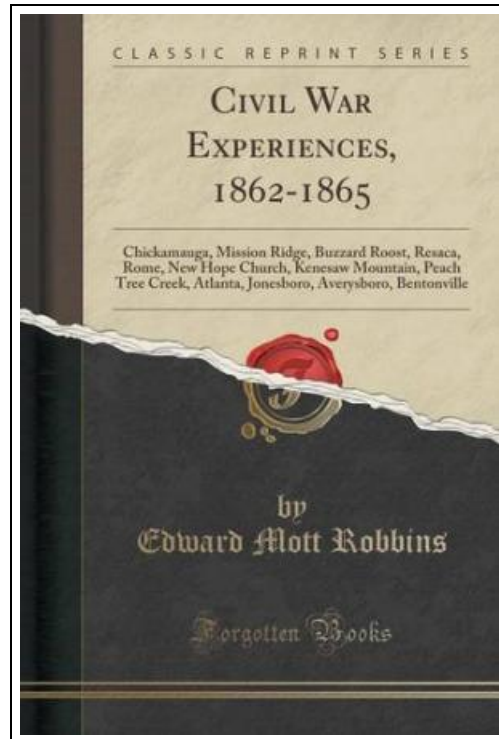 CLASSIC REPRINT SERIES
CIVIL WAR
EXPERIENCES,
1862-1865
Chickamauga, Mission Ridge, Buzzard Roost, Resaca,
Rome, New Hope Church, Kenesaw Mountain, Peach
Tree Creek, Atlanta, Jonesboro, Averysboro, Bentonville
by
Edward Mott Robbins
Forgotten Books